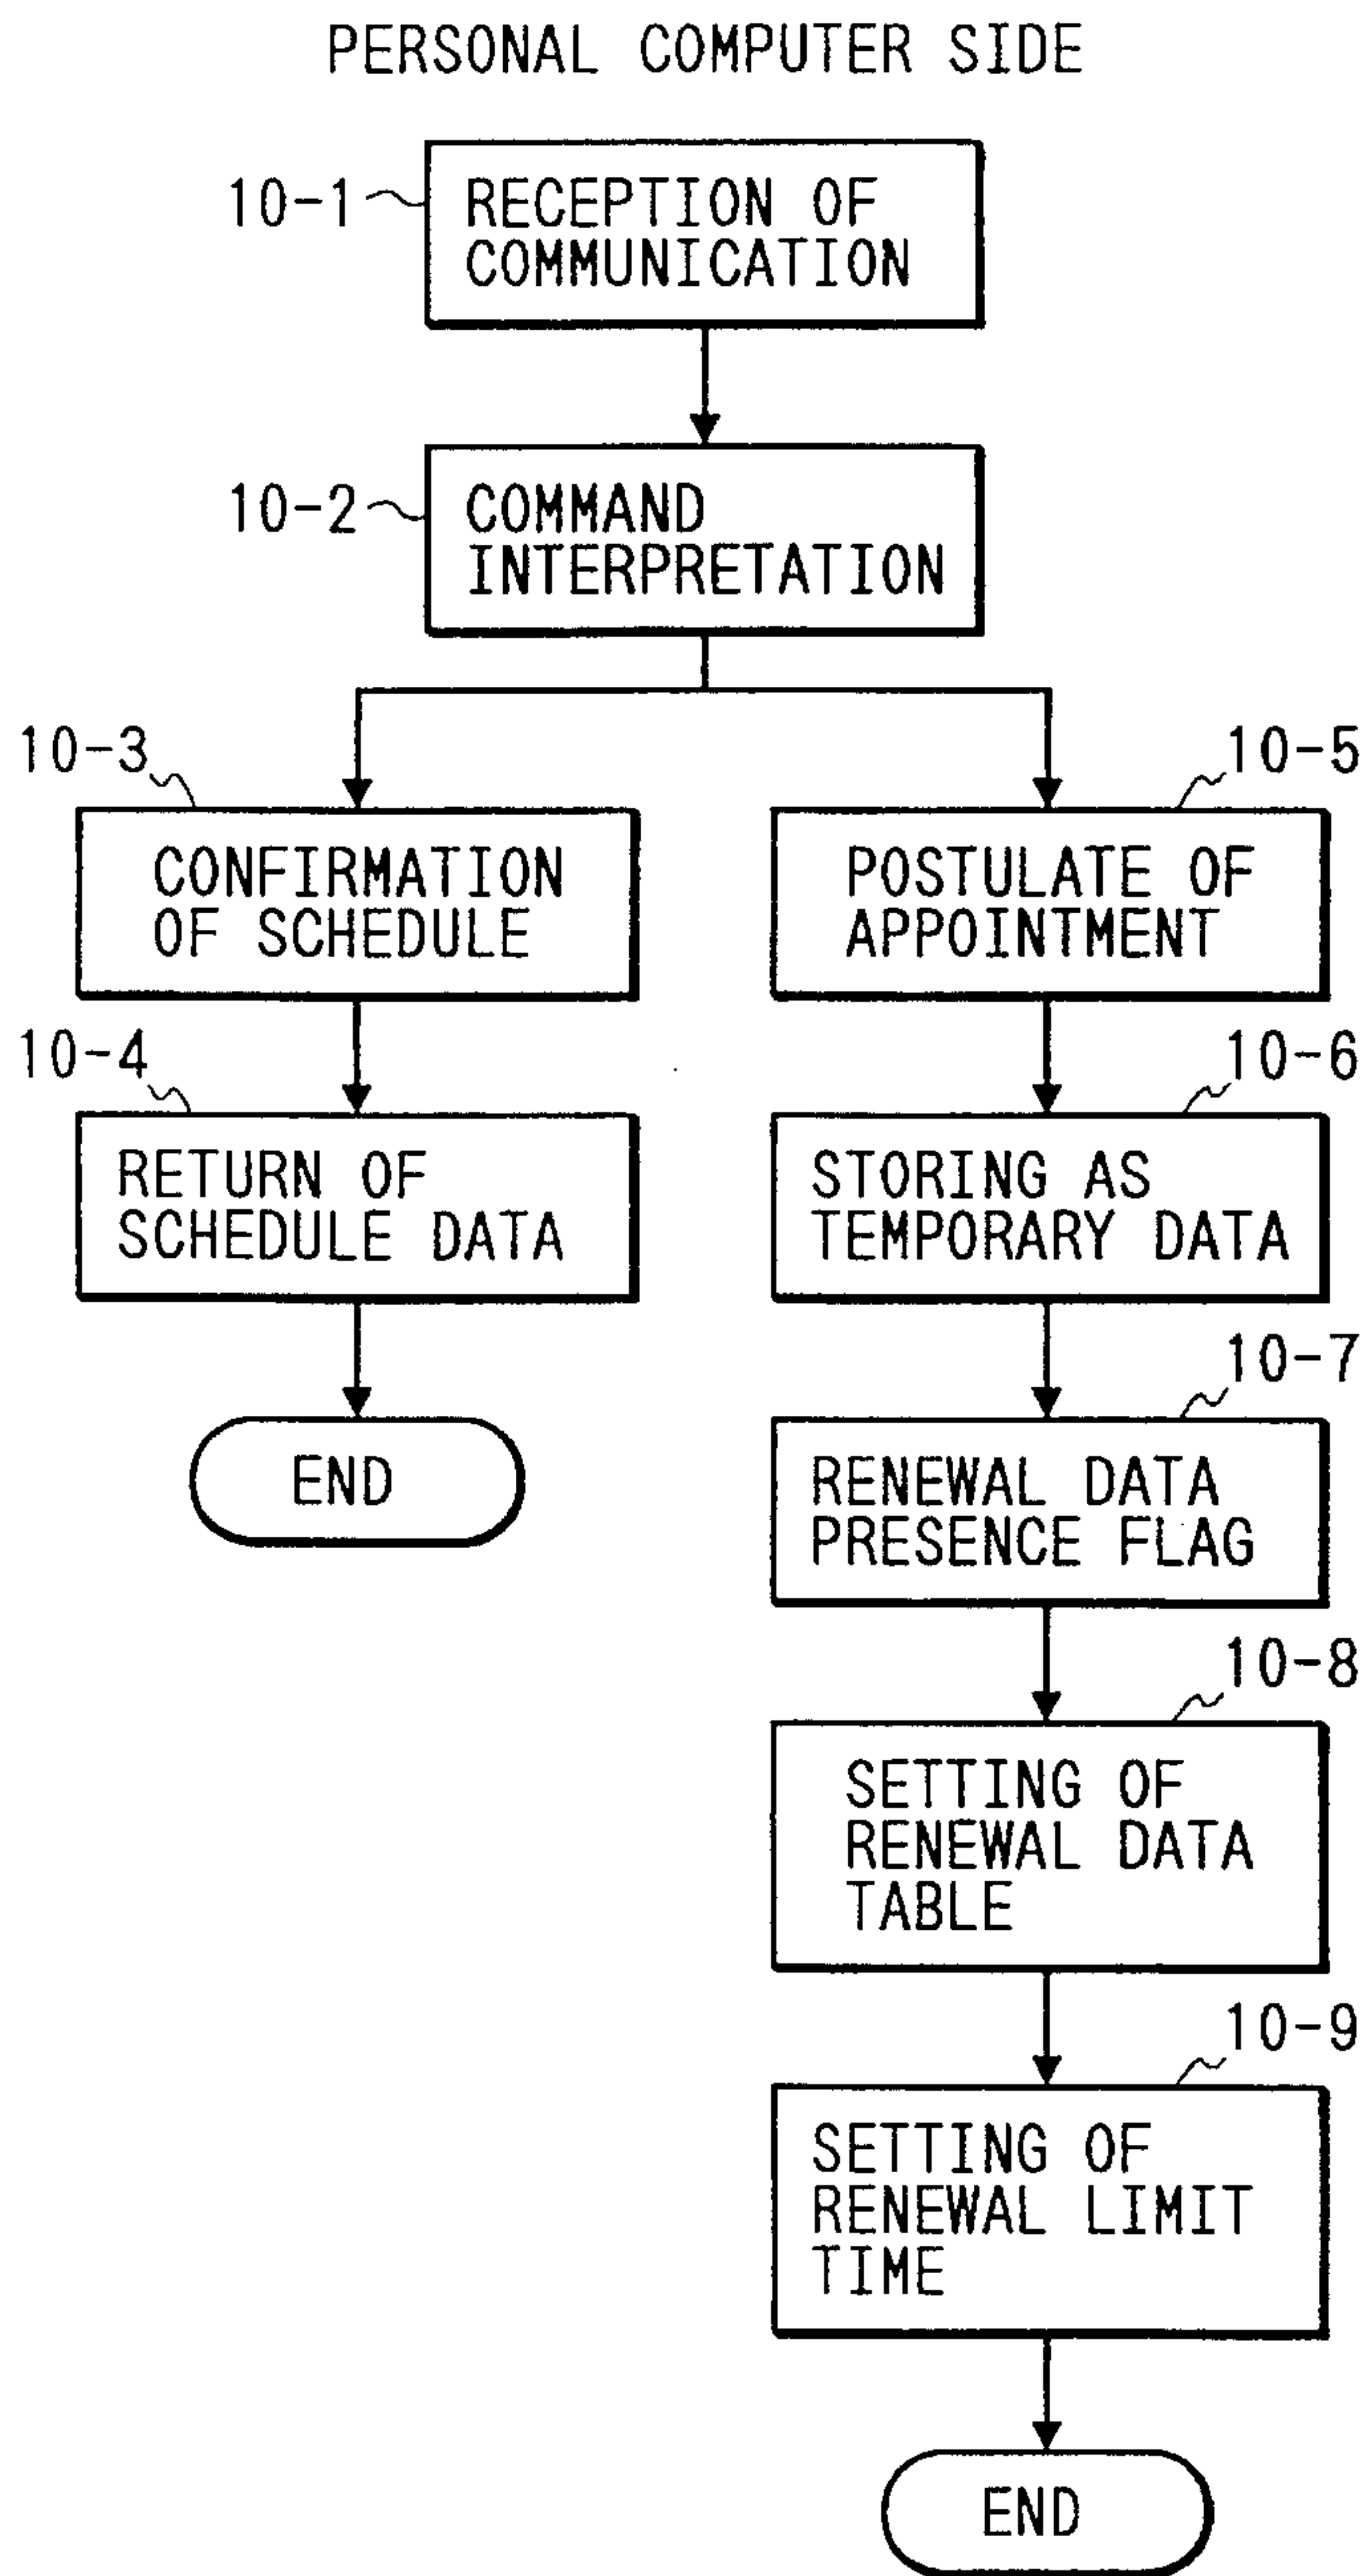 PERSONAL COMPUTER SIDE
10-1
RECEPTION OF
COMMUNICATION
10-2
COMMAND
INTERPRETATION
10-3
CONFIRMATION
OF SCHEDULE
10-4
RETURN OF
SCHEDULE DATA
END
10-5
POSTULATE OF
APPOINTMENT
10-6
STORING AS
TEMPORARY DATA
10-7
RENEWAL DATA
PRESENCE FLAG
10-8
SETTING OF
RENEWAL DATA
TABLE
10-9
SETTING OF
RENEWAL LIMIT
TIME
END